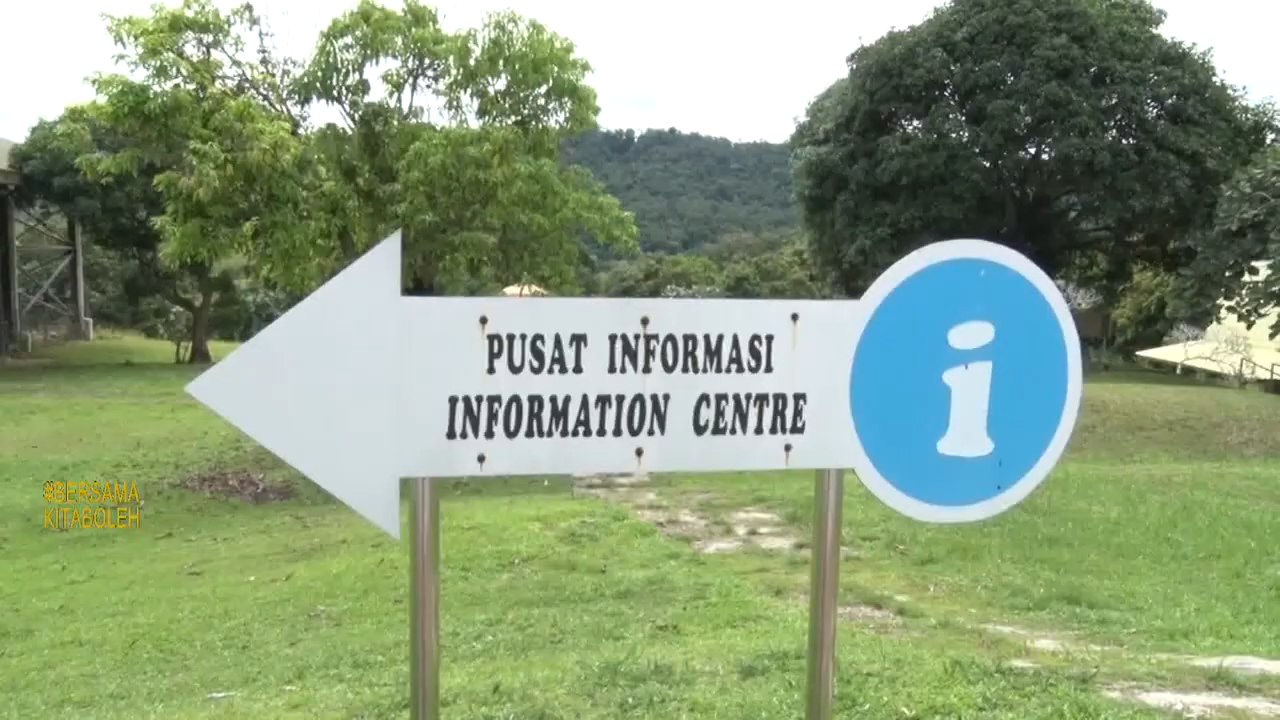 PUSAT INFORMASI
INFORMATION CENTRE
i
#BERSAMA
KITABOLEH